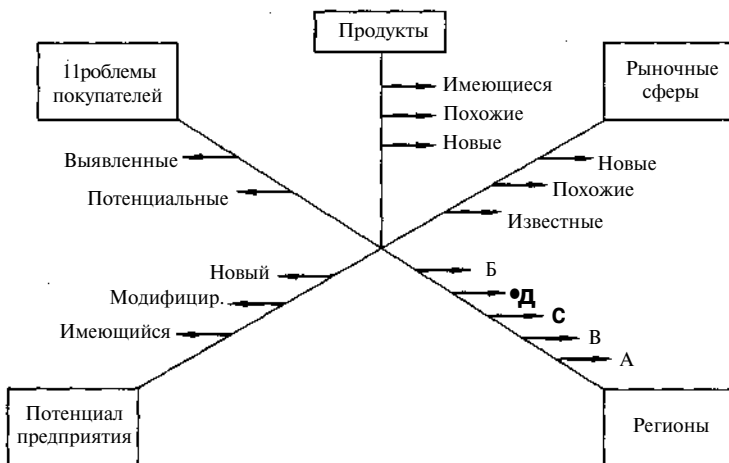 Продукты
11роблемы
покупателей
Рыночные
сферы
Имеющиеся
Похожие
Новые
Выявленные
Потенциальные
Новые
Похожие
Известные
Новый
Модифицир.
Имеющийся
Б
•Д
С
В
А
Потенциал
предприятия
Регионы